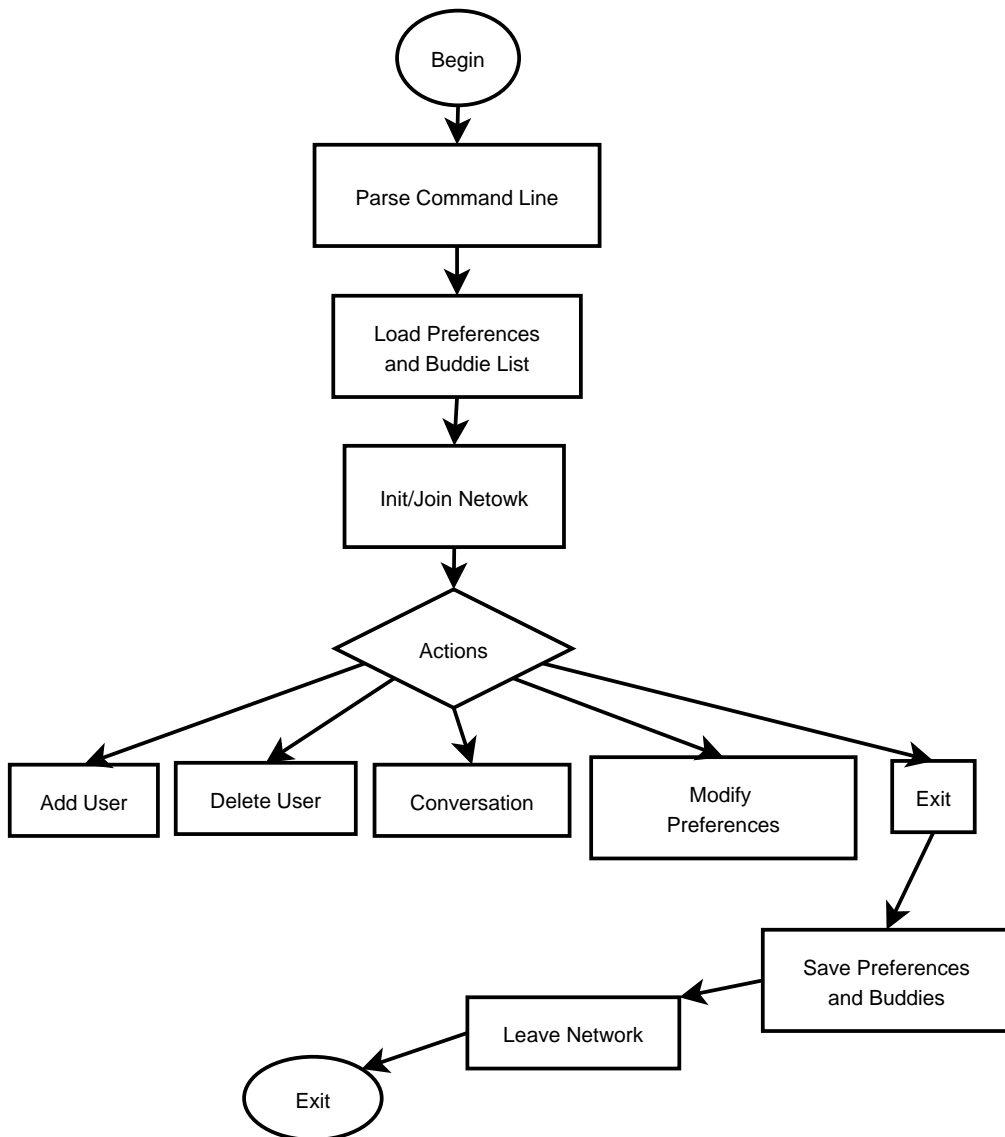 Begin
Parse Command Line
Load Preferences
and Buddie List
Init/Join Netowk
Actions
Add User
Delete User
Conversation
Modify
Preferences
Exit
Save Preferences
and Buddies
Leave Network
Exit